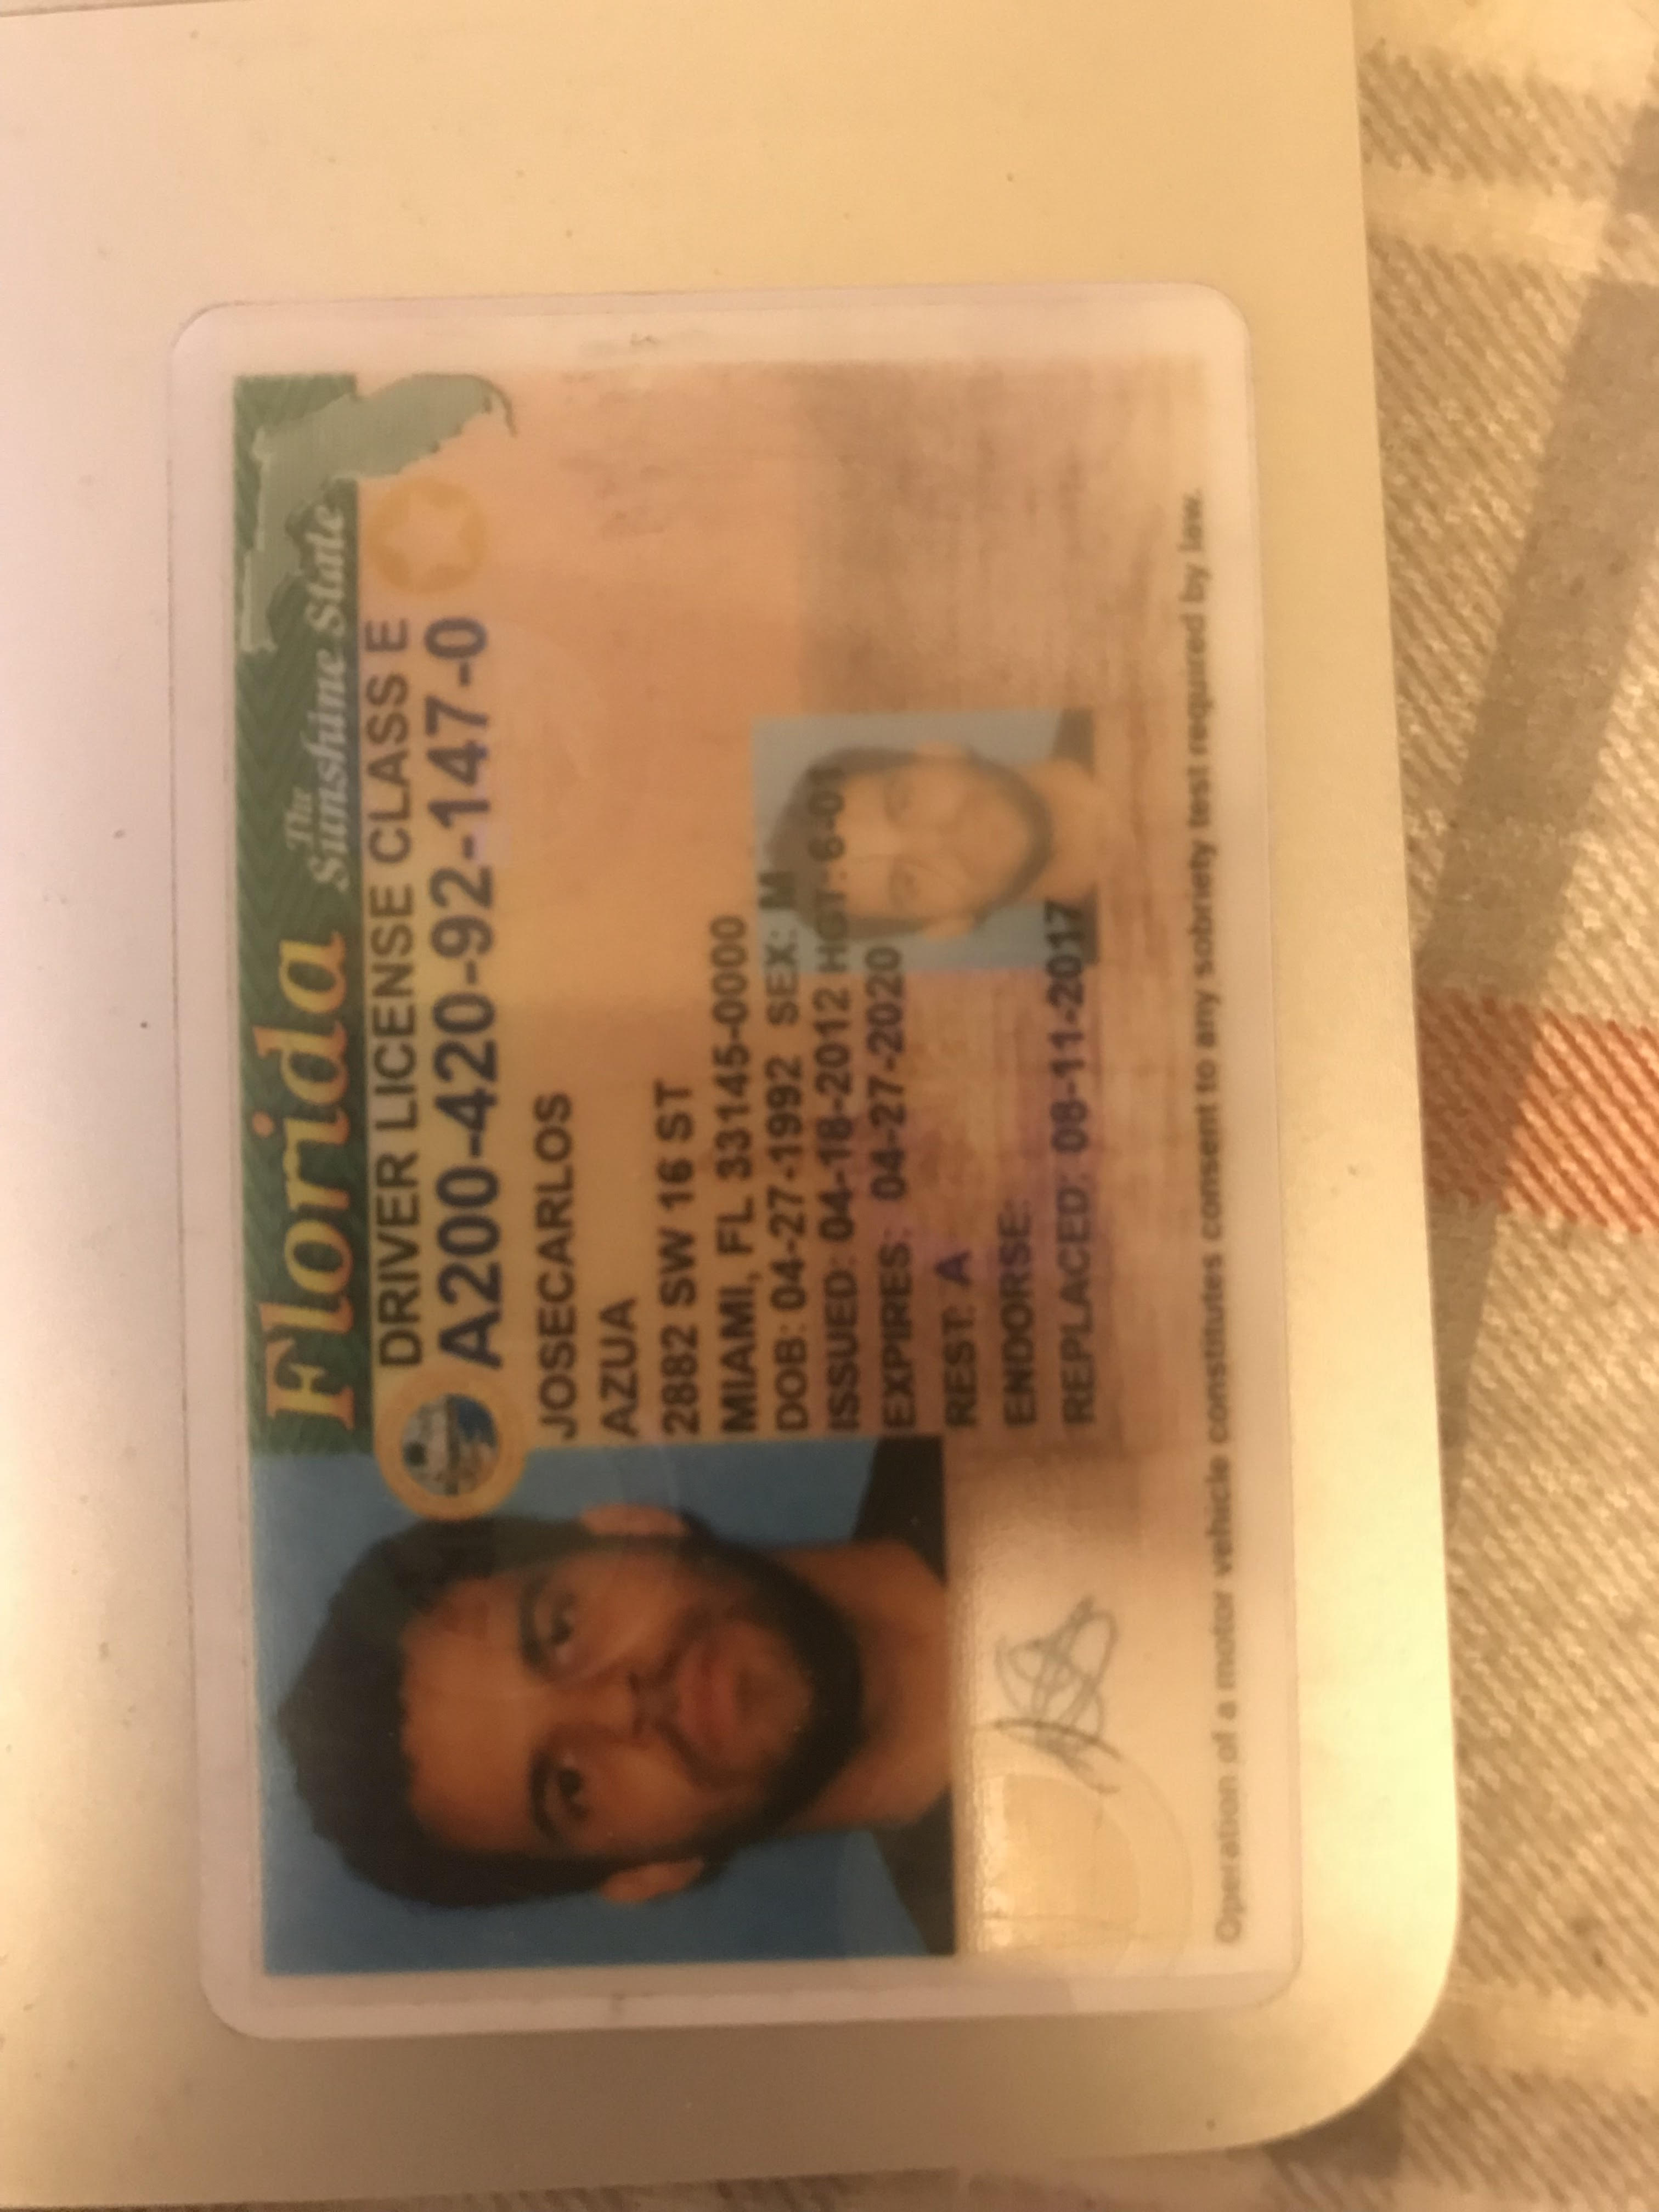 Florida
The
Sunshine State
DRIVER LICENSE CLASS E
A200-420-92-147-0
JOSECARLOS
AZUA
2882 SW 16 ST
MIAMI, FL 33145-0000
DOB: 04-27-1992 SEX: M
ISSUED: 04-18-2012 HGT: 6-01
EXPIRES: 04-27-2020
REST: A
ENDORSE:
REPLACED: 08-11-2017
Operation of a motor vehicle constitutes consent to any sobriety test required by law.